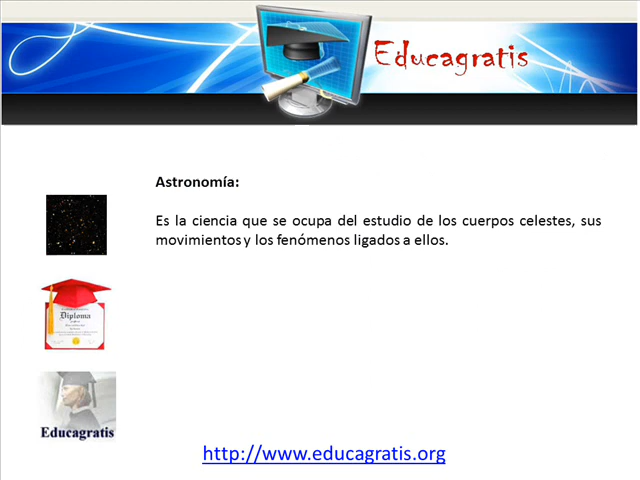 Educagratis
Astronomía:
Es la ciencia que se ocupa del estudio de los cuerpos celestes, sus
movimientos y los fenómenos ligados a ellos.
Diploma
Educagratis
http://www.educagratis.org